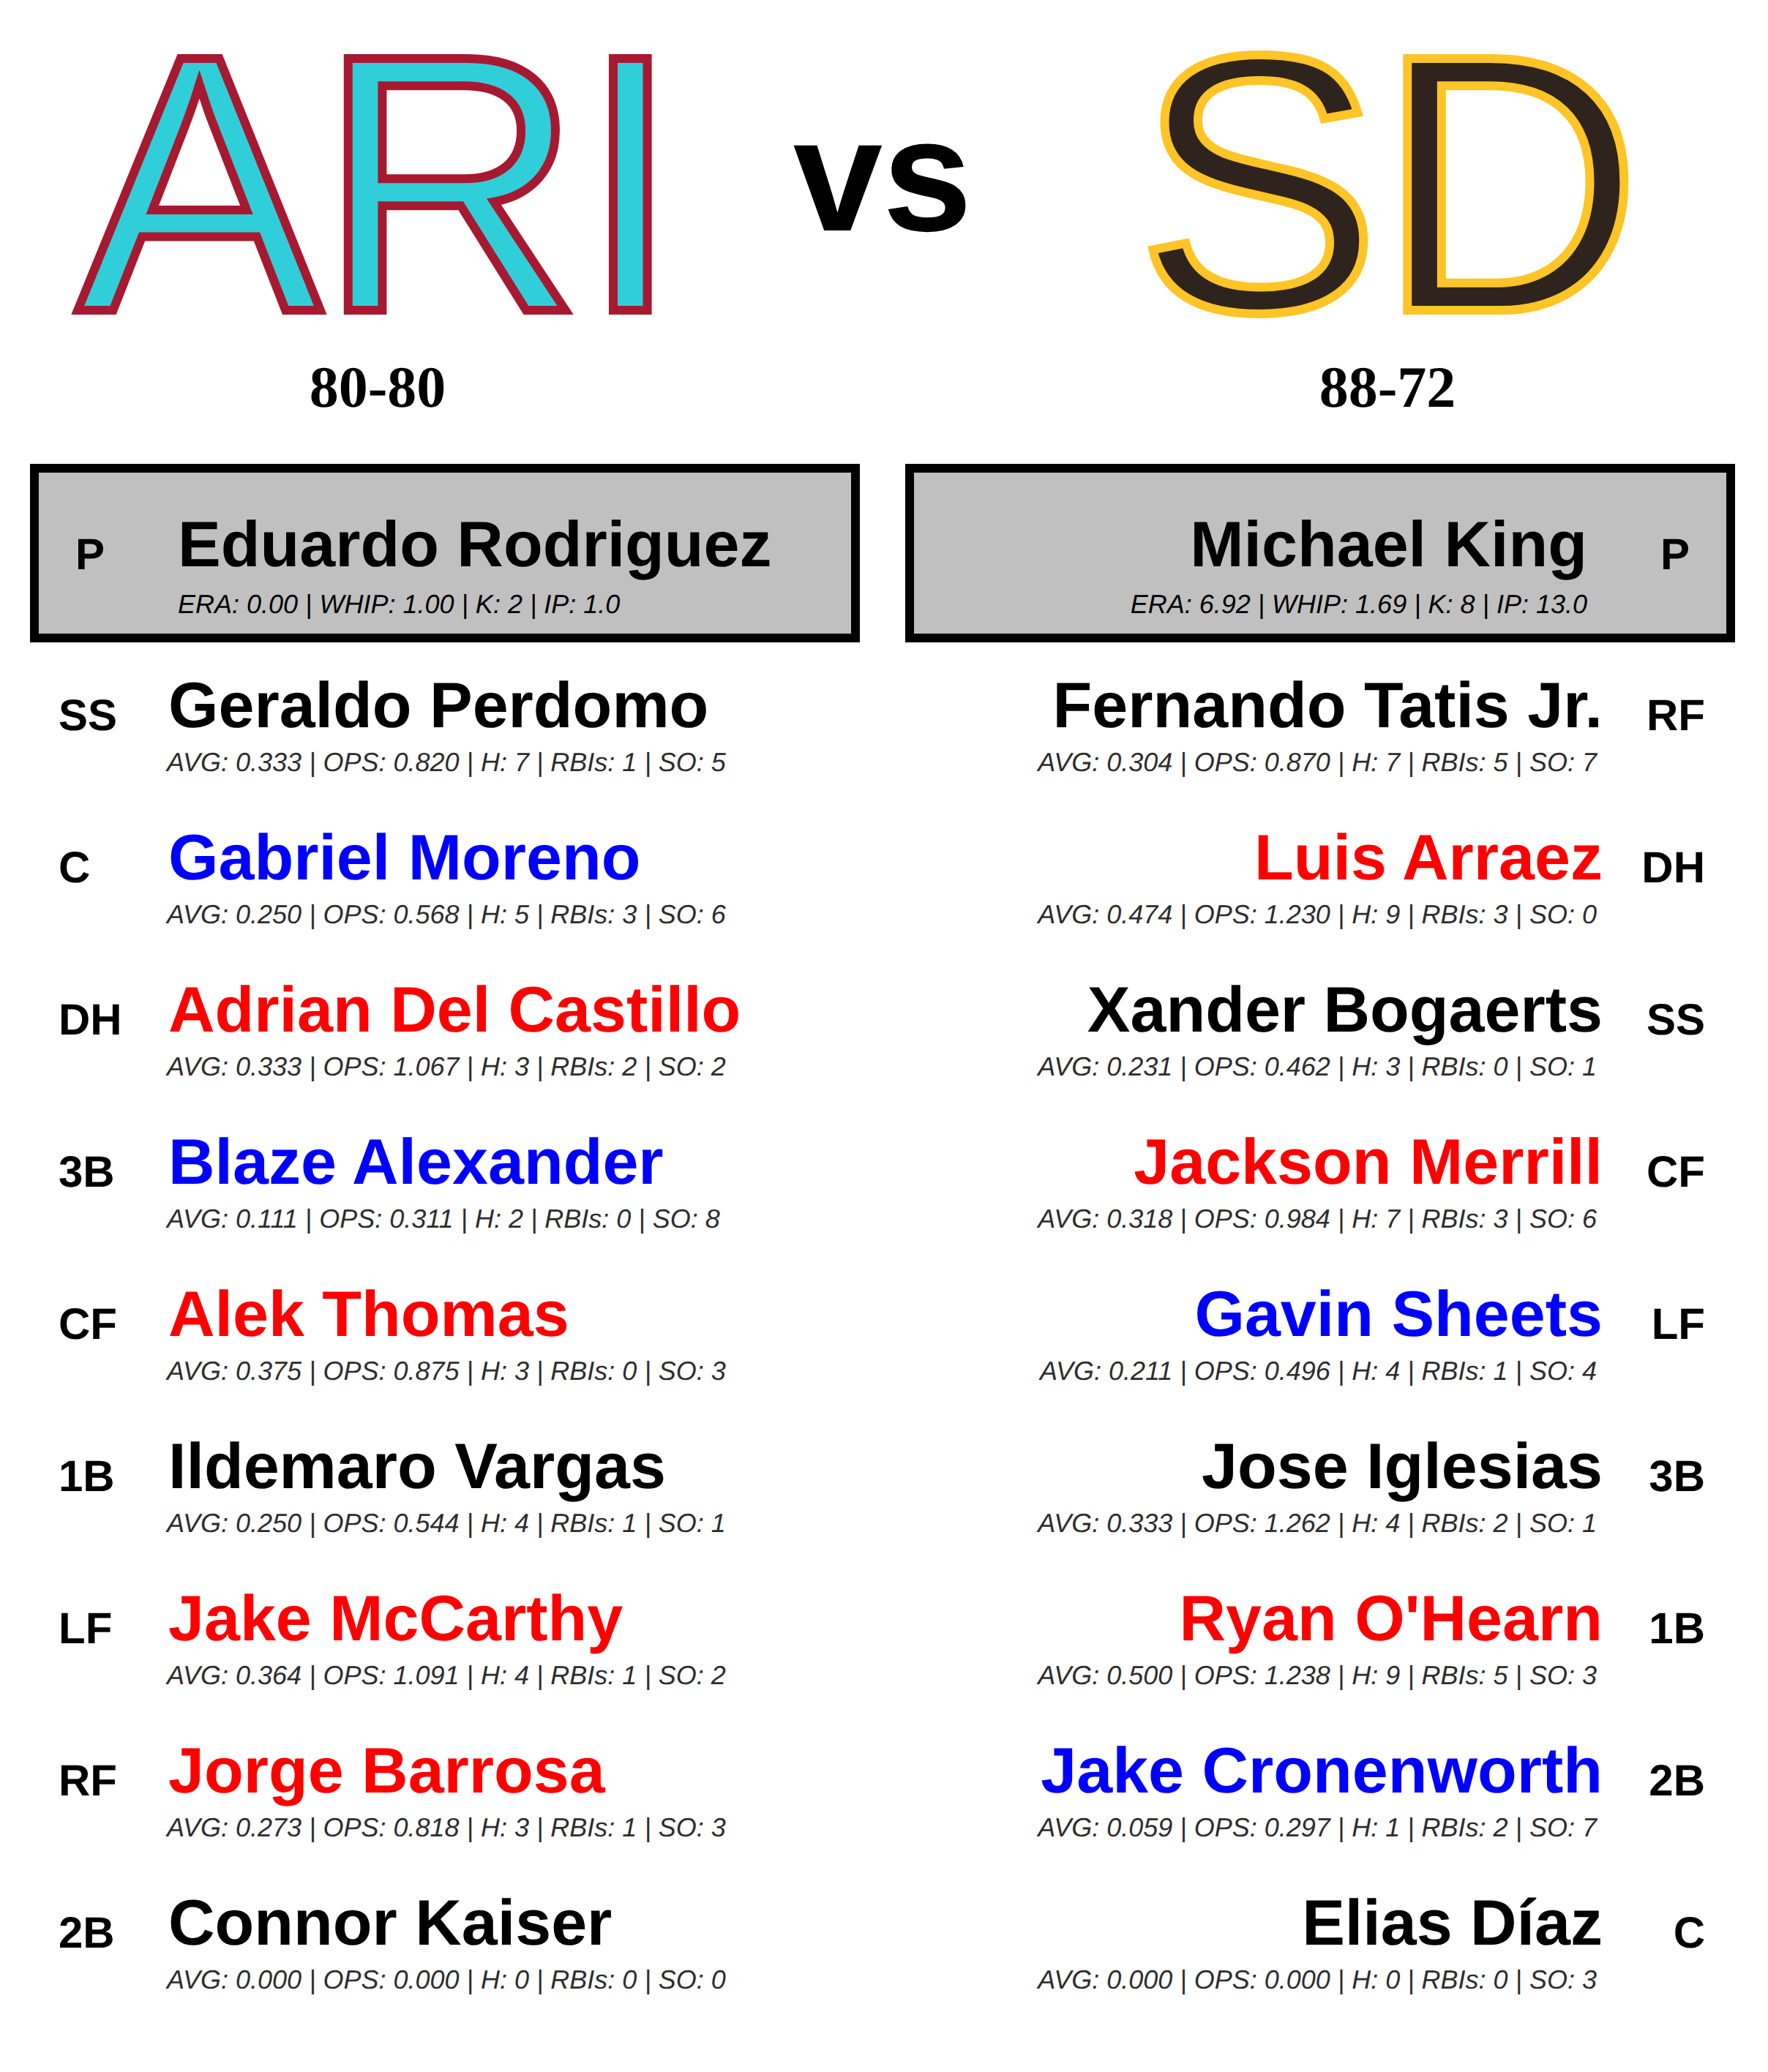 ARI vs SD
80-80 88-72
P Eduardo Rodriguez
ERA: 0.00 | WHIP: 1.00 | K: 2 | IP: 1.0
Michael King P
ERA: 6.92 | WHIP: 1.69 | K: 8 | IP: 13.0
SS Geraldo Perdomo
AVG: 0.333 | OPS: 0.820 | H: 7 | RBIs: 1 | SO: 5
Fernando Tatis Jr. RF
AVG: 0.304 | OPS: 0.870 | H: 7 | RBIs: 5 | SO: 7
C Gabriel Moreno
AVG: 0.250 | OPS: 0.568 | H: 5 | RBIs: 3 | SO: 6
Luis Arraez DH
AVG: 0.474 | OPS: 1.230 | H: 9 | RBIs: 3 | SO: 0
DH Adrian Del Castillo
AVG: 0.333 | OPS: 1.067 | H: 3 | RBIs: 2 | SO: 2
Xander Bogaerts SS
AVG: 0.231 | OPS: 0.462 | H: 3 | RBIs: 0 | SO: 1
3B Blaze Alexander
AVG: 0.111 | OPS: 0.311 | H: 2 | RBIs: 0 | SO: 8
Jackson Merrill CF
AVG: 0.318 | OPS: 0.984 | H: 7 | RBIs: 3 | SO: 6
CF Alek Thomas
AVG: 0.375 | OPS: 0.875 | H: 3 | RBIs: 0 | SO: 3
Gavin Sheets LF
AVG: 0.211 | OPS: 0.496 | H: 4 | RBIs: 1 | SO: 4
1B Ildemaro Vargas
AVG: 0.250 | OPS: 0.544 | H: 4 | RBIs: 1 | SO: 1
Jose Iglesias 3B
AVG: 0.333 | OPS: 1.262 | H: 4 | RBIs: 2 | SO: 1
LF Jake McCarthy
AVG: 0.364 | OPS: 1.091 | H: 4 | RBIs: 1 | SO: 2
Ryan O'Hearn 1B
AVG: 0.500 | OPS: 1.238 | H: 9 | RBIs: 5 | SO: 3
RF Jorge Barrosa
AVG: 0.273 | OPS: 0.818 | H: 3 | RBIs: 1 | SO: 3
Jake Cronenworth 2B
AVG: 0.059 | OPS: 0.297 | H: 1 | RBIs: 2 | SO: 7
2B Connor Kaiser
AVG: 0.000 | OPS: 0.000 | H: 0 | RBIs: 0 | SO: 0
Elias Díaz C
AVG: 0.000 | OPS: 0.000 | H: 0 | RBIs: 0 | SO: 3